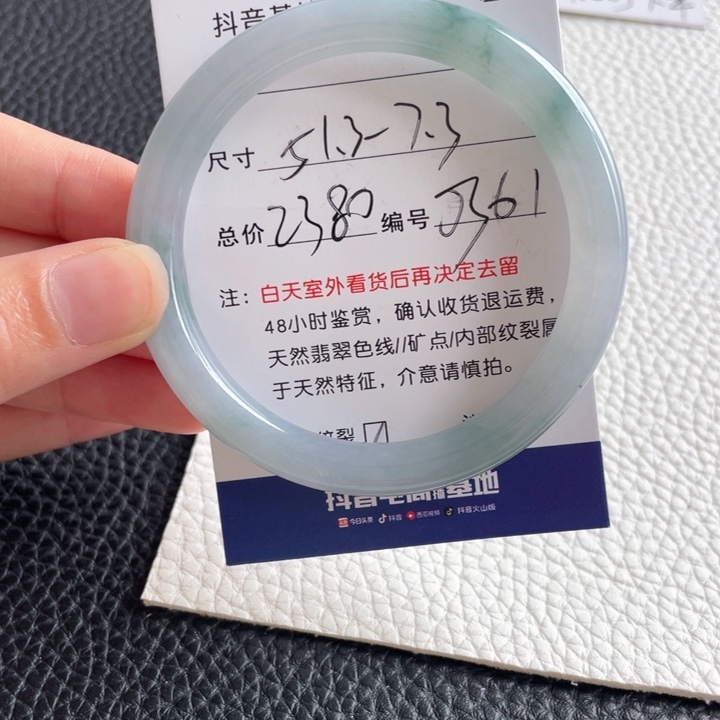 抖音基
尺寸 51.3-7.3
总价 2380 编号 J361
注：白天室外看货后再决定去留
48小时鉴赏，确认收货退运费，
天然翡翠色线//矿点/内部纹裂属
于天然特征，介意请慎拍。
纹裂
抖音电商直播基地
今日头条 抖音 西瓜视频 抖音火山版